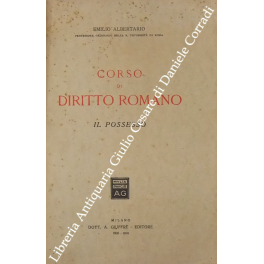 EMILIO ALBERTARIO
CORSO
DI
DIRITTO ROMANO
IL POSSESSO
AG
MILANO
DOTT. A. GIUFFRÈ - EDITORE
Libreria Antiquaria Giulio Cesare di Daniele Corradi